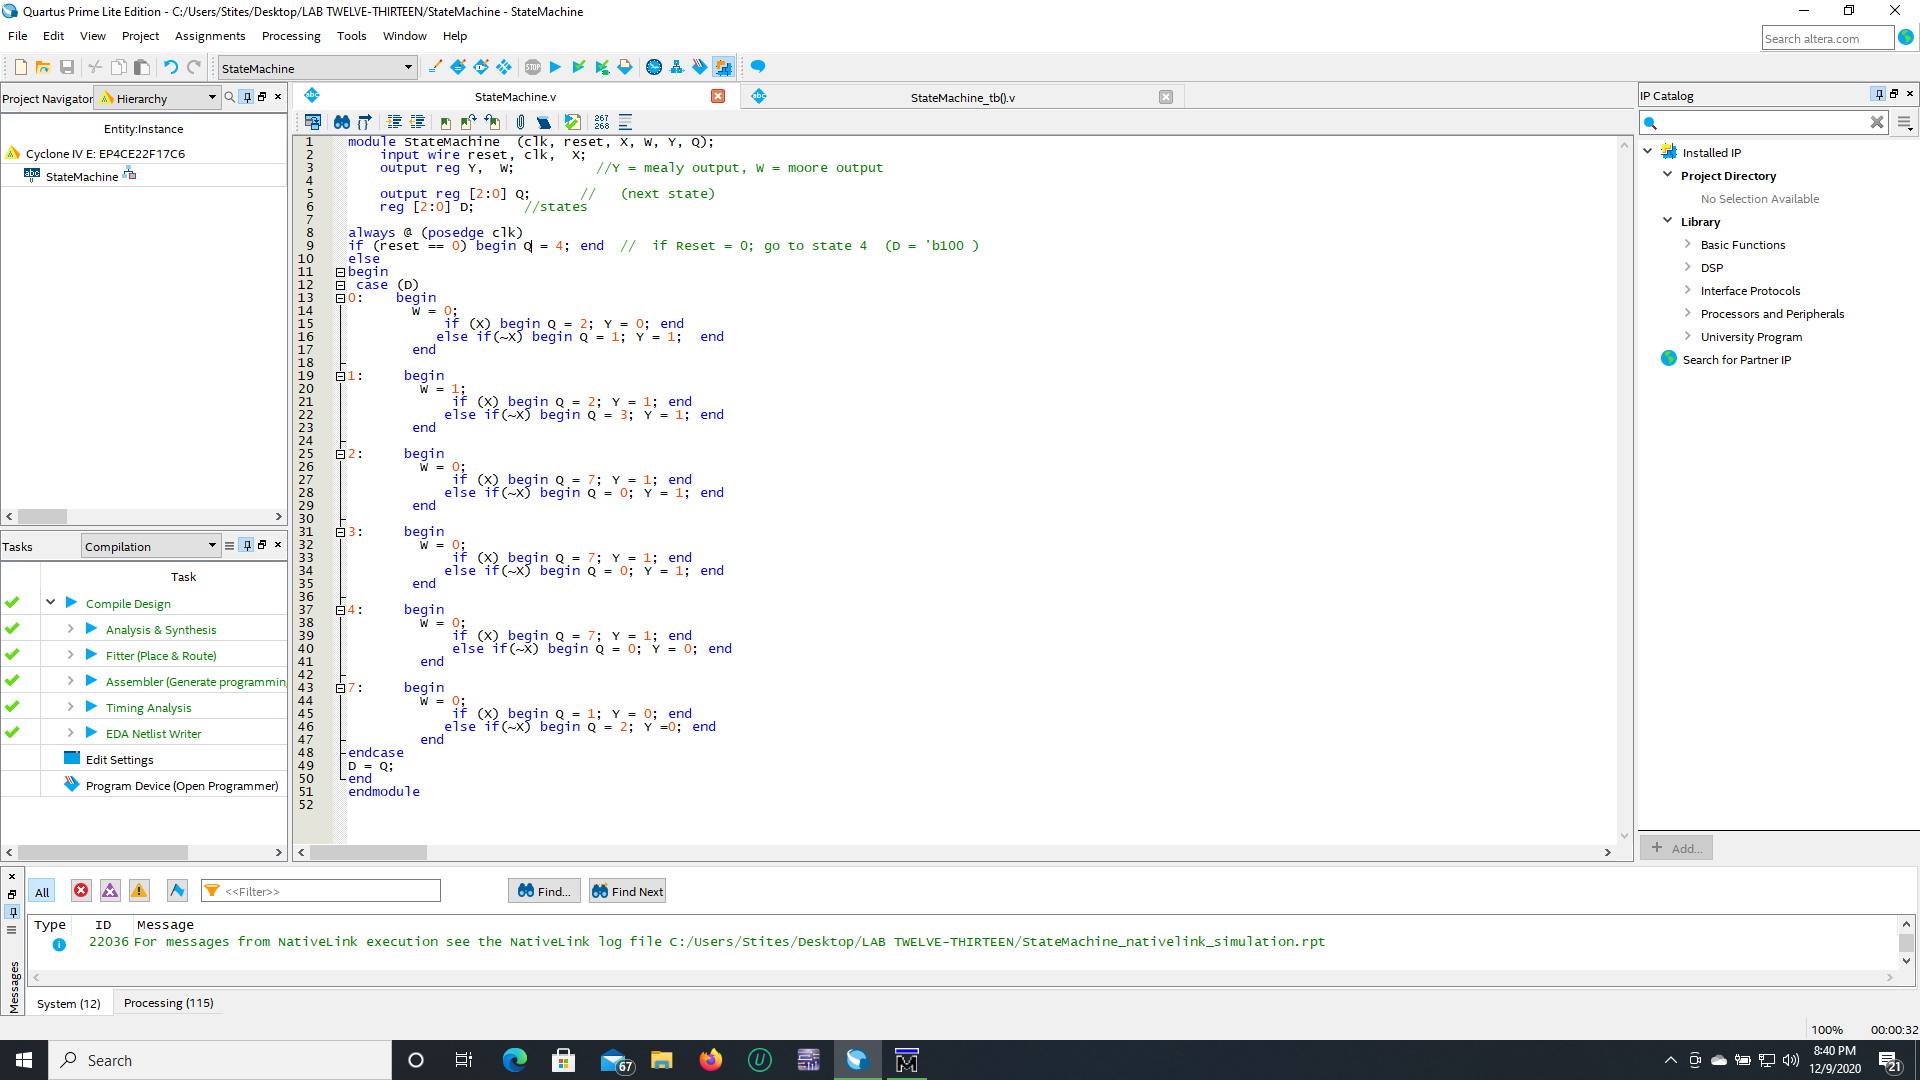 Quartus Prime Lite Edition - C:/Users/Stites/Desktop/LAB TWELVE-THIRTEEN/StateMachine - StateMachine
File Edit View Project Assignments Processing Tools Window Help
Search altera.com
StateMachine
Project Navigator Hierarchy
Entity:Instance
Cyclone IV E: EP4CE22F17C6
StateMachine
Tasks Compilation
Task
Compile Design
Analysis & Synthesis
Fitter (Place & Route)
Assembler (Generate programmin
Timing Analysis
EDA Netlist Writer
Edit Settings
Program Device (Open Programmer)
StateMachine.v
StateMachine_tb().v
267
268
1 module StateMachine (clk, reset, X, W, Y, Q);
2 input wire reset, clk, X;
3 output reg Y, W; //Y = mealy output, W = moore output
4
5 output reg [2:0] Q; // (next state)
6 reg [2:0] D; //states
7
8 always @ (posedge clk)
9 if (reset == 0) begin Q = 4; end // if Reset = 0; go to state 4 (D = 'b100 )
10 else
11 begin
12 case (D)
13 0: begin
14 W = 0;
15 if (X) begin Q = 2; Y = 0; end
16 else if(~X) begin Q = 1; Y = 1; end
17 end
18
19 1: begin
20 W = 1;
21 if (X) begin Q = 2; Y = 1; end
22 else if(~X) begin Q = 3; Y = 1; end
23 end
24
25 2: begin
26 W = 0;
27 if (X) begin Q = 7; Y = 1; end
28 else if(~X) begin Q = 0; Y = 1; end
29 end
30
31 3: begin
32 W = 0;
33 if (X) begin Q = 7; Y = 1; end
34 else if(~X) begin Q = 0; Y = 1; end
35 end
36
37 4: begin
38 W = 0;
39 if (X) begin Q = 7; Y = 1; end
40 else if(~X) begin Q = 0; Y = 0; end
41 end
42
43 7: begin
44 W = 0;
45 if (X) begin Q = 1; Y = 0; end
46 else if(~X) begin Q = 2; Y =0; end
47 end
48 endcase
49 D = Q;
50 end
51 endmodule
52
IP Catalog
Installed IP
Project Directory
No Selection Available
Library
Basic Functions
DSP
Interface Protocols
Processors and Peripherals
University Program
Search for Partner IP
+ Add...
All <<Filter>> Find... Find Next
Type ID Message
22036 For messages from NativeLink execution see the NativeLink log file C:/Users/Stites/Desktop/LAB TWELVE-THIRTEEN/StateMachine_nativelink_simulation.rpt
Messages
System (12) Processing (115)
100% 00:00:32
Search
67
8:40 PM
12/9/2020
21